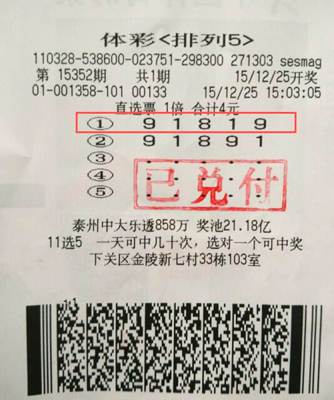 体彩<排列5>
110328-538600-023751-298300 271303 sesmag
第 15352期 共1期 15/12/25开奖
01-001358-101 00133 15/12/25 15:03:05
直选票 1倍 合计4元
① 9 1 8 1 9
② 9 1 8 9 1
③
④
⑤
已兑付
泰州中大乐透858万 奖池21.18亿
11选5 一天可中几十次，选对一个可中奖
下关区金陵新七村33栋103室